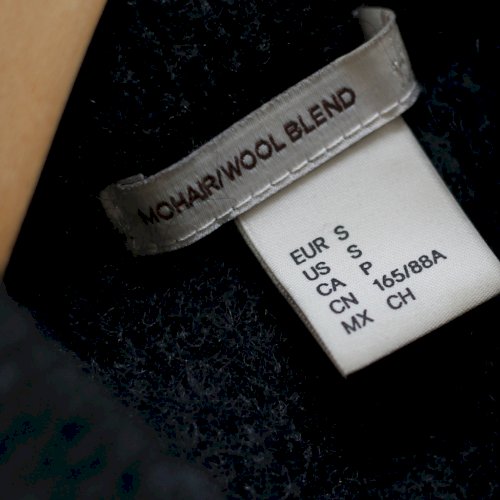 MOHAIR/WOOL BLEND
EUR S
US S
CA P
CN 165/88A
MX CH